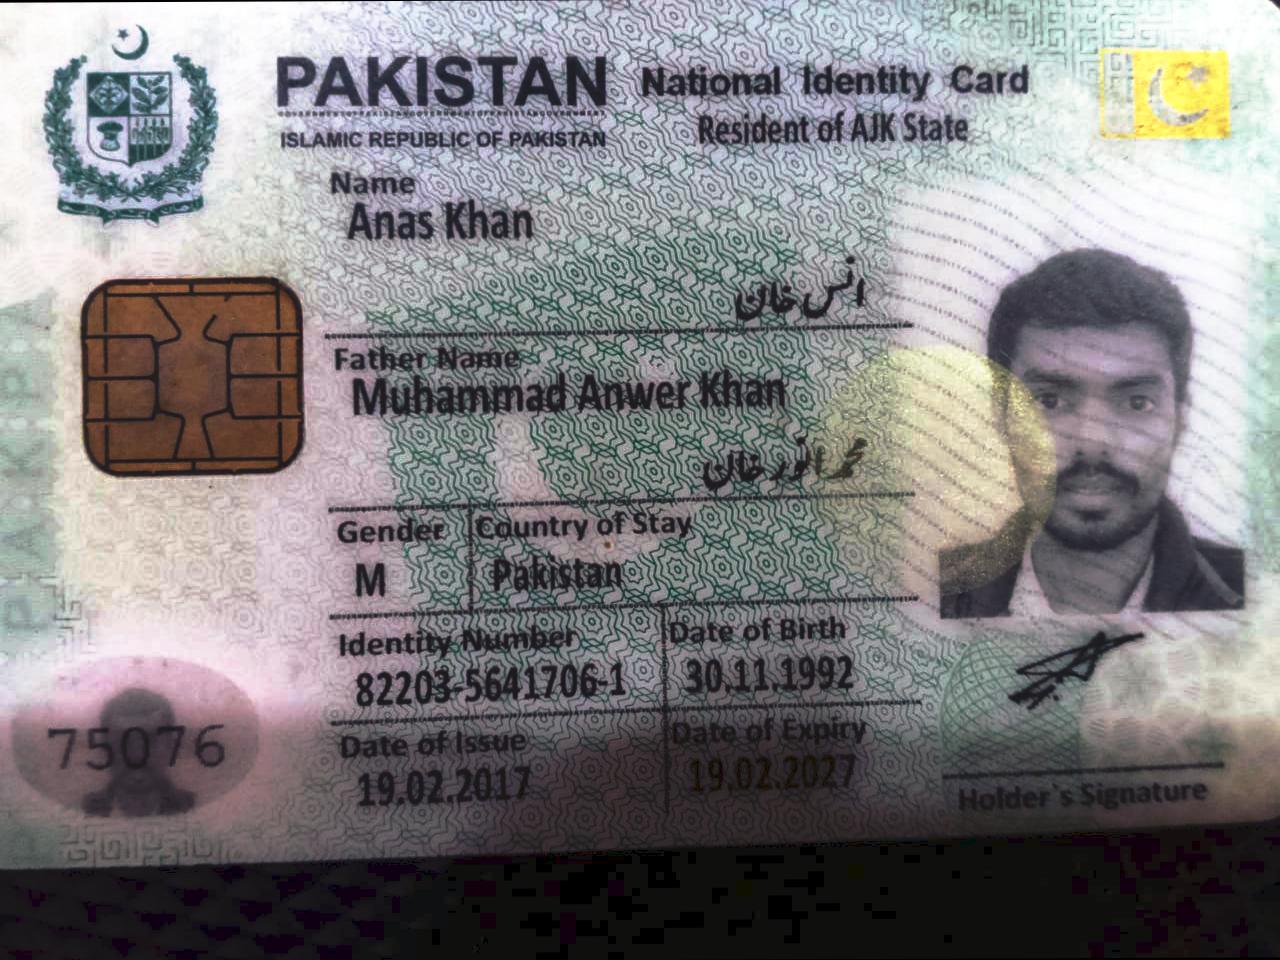 PAKISTAN National Identity Card
ISLAMIC REPUBLIC OF PAKISTAN Resident of AJK State
Name
Anas Khan
انس خان
Father Name
Muhammad Anwer Khan
محمد انور خان
Gender Country of Stay
M Pakistan
Identity Number Date of Birth
82203-5641706-1 30.11.1992
75076
Date of Issue Date of Expiry
19.02.2017 19.02.2027
Holder's Signature